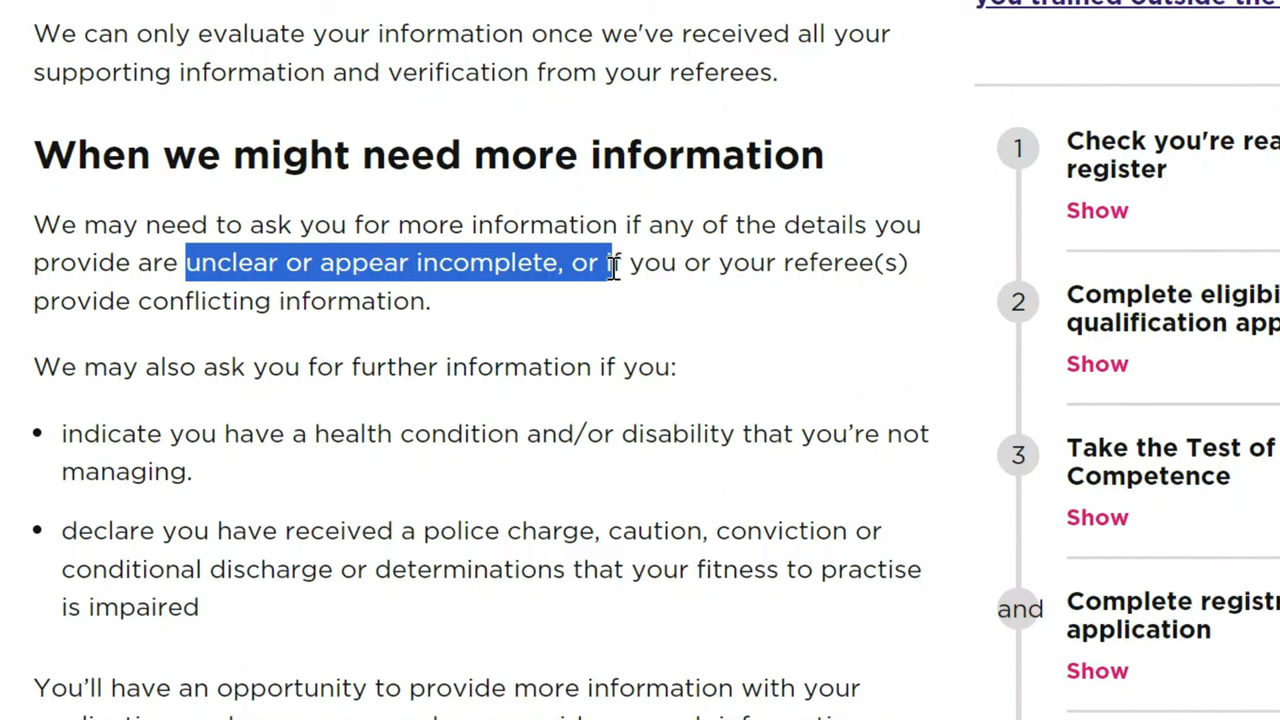 you trained outside the
We can only evaluate your information once we've received all your
supporting information and verification from your referees.
When we might need more information
We may need to ask you for more information if any of the details you
provide are unclear or appear incomplete, or if you or your referee(s)
provide conflicting information.
We may also ask you for further information if you:
• indicate you have a health condition and/or disability that you’re not
managing.
• declare you have received a police charge, caution, conviction or
conditional discharge or determinations that your fitness to practise
is impaired
You’ll have an opportunity to provide more information with your
1
Check you're rea
register
Show
2
Complete eligibi
qualification app
Show
3
Take the Test of
Competence
Show
and
Complete registr
application
Show